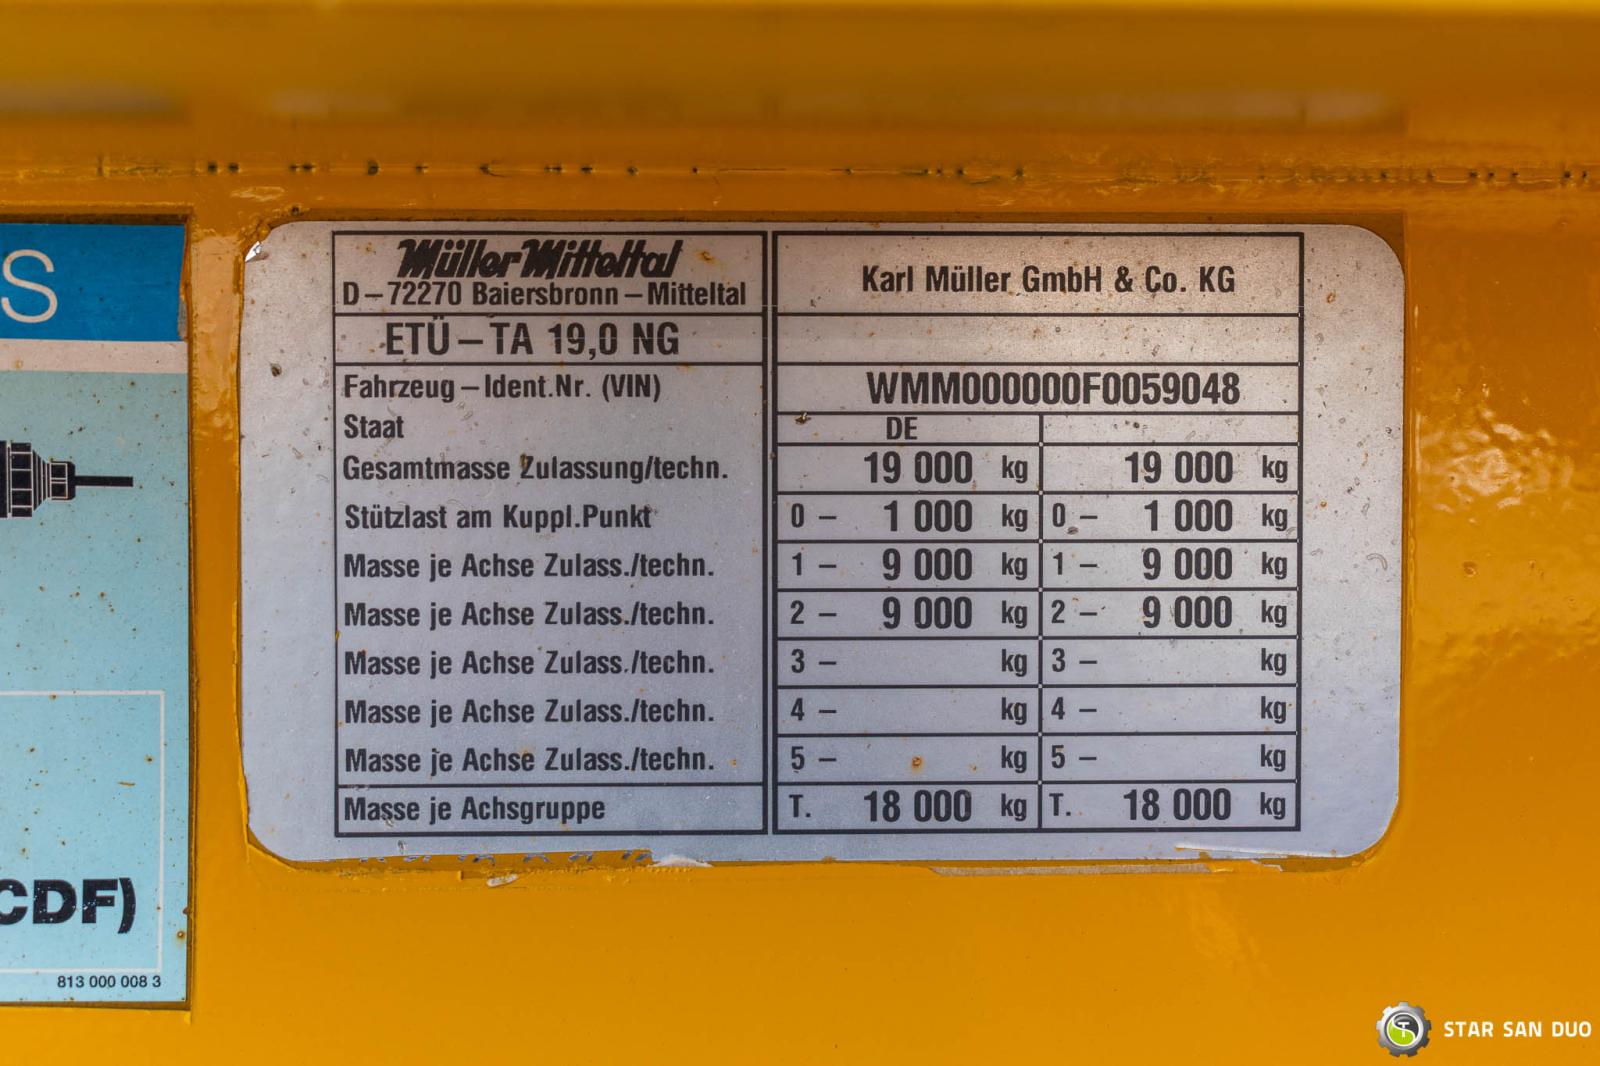 S
CDF)
813 000 008 3
Müller Mitteltal
D – 72270 Baiersbronn – Mitteltal
Karl Müller GmbH & Co. KG
ETÜ – TA 19,0 NG
Fahrzeug – Ident.Nr. (VIN) WMM000000F0059048
Staat DE
Gesamtmasse Zulassung/techn. 19 000 kg 19 000 kg
Stützlast am Kuppl.Punkt 0 – 1 000 kg 0 – 1 000 kg
Masse je Achse Zulass./techn. 1 – 9 000 kg 1 – 9 000 kg
Masse je Achse Zulass./techn. 2 – 9 000 kg 2 – 9 000 kg
Masse je Achse Zulass./techn. 3 – kg 3 – kg
Masse je Achse Zulass./techn. 4 – kg 4 – kg
Masse je Achse Zulass./techn. 5 – kg 5 – kg
Masse je Achsgruppe T. 18 000 kg T. 18 000 kg
STAR SAN DUO